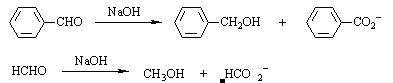 CHO NaOH CH₂OH + CO₂⁻
HCHO NaOH CH₃OH + HCO₂⁻